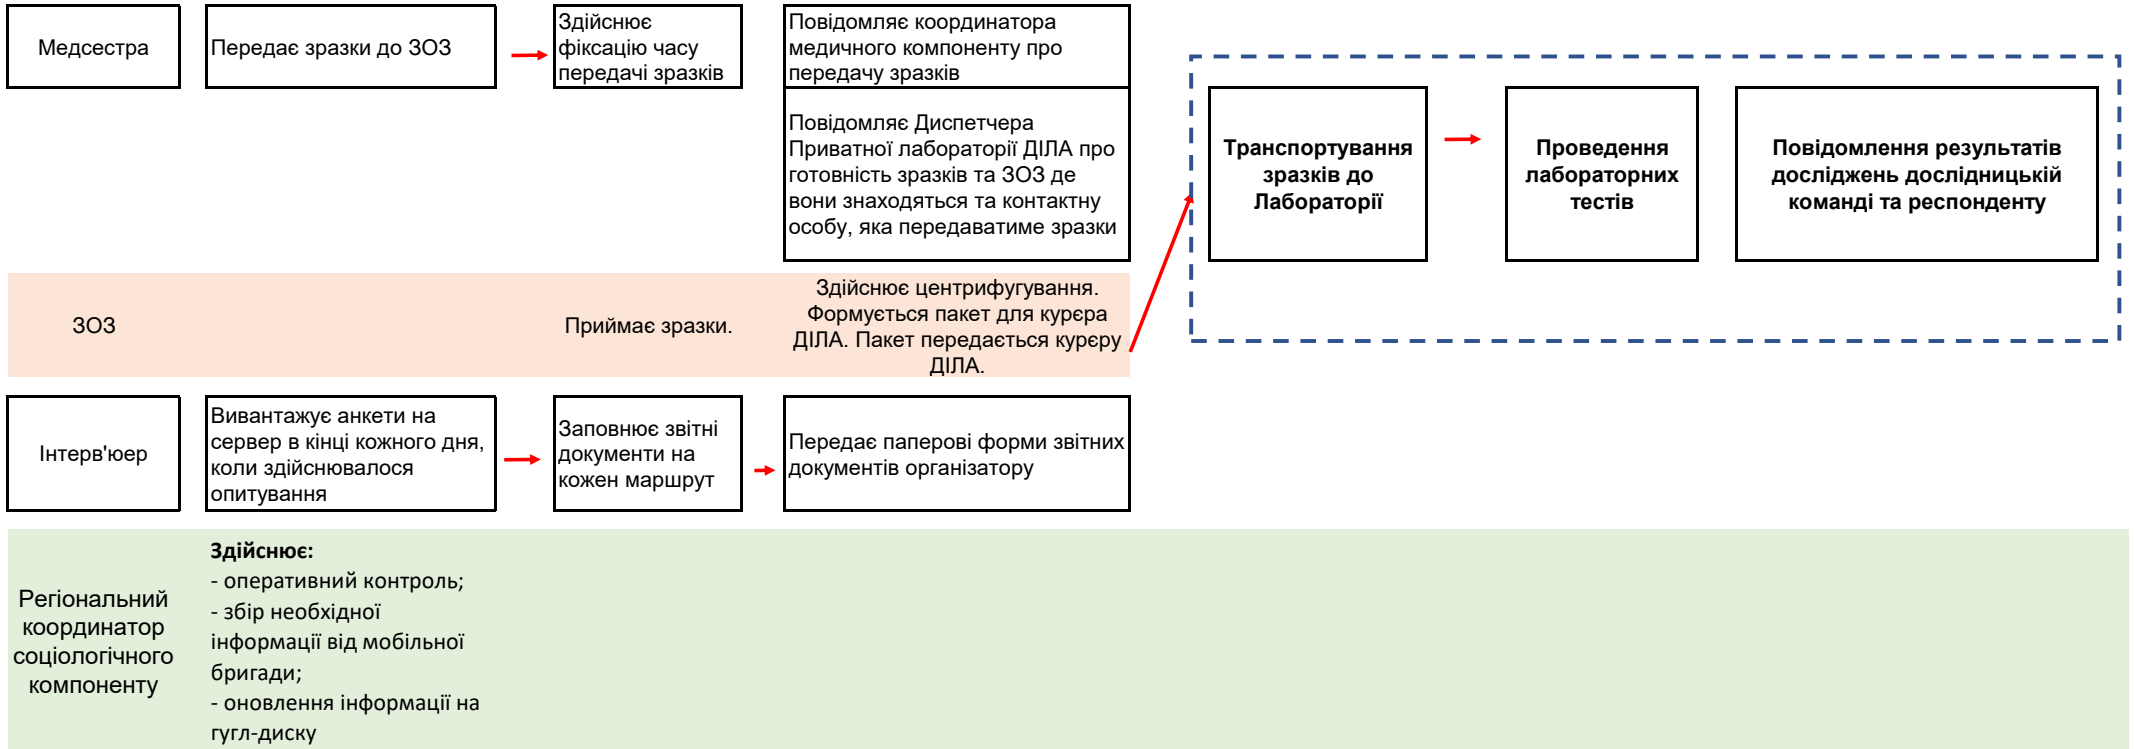 Медсестра
Передає зразки до ЗОЗ
Здійснює
фіксацію часу
передачі зразків
Повідомляє координатора
медичного компоненту про
передачу зразків
Повідомляє Диспетчера
Приватної лабораторії ДІЛА про
готовність зразків та ЗОЗ де
вони знаходяться та контактну
особу, яка передаватиме зразки
Транспортування
зразків до
Лабораторії
Проведення
лабораторних
тестів
Повідомлення результатів
досліджень дослідницькій
команді та респонденту
ЗОЗ
Приймає зразки.
Здійснює центрифугування.
Формується пакет для курєра
ДІЛА. Пакет передається курєру
ДІЛА.
Інтерв'юер
Вивантажує анкети на
сервер в кінці кожного дня,
коли здійснювалося
опитування
Заповнює звітні
документи на
кожен маршрут
Передає паперові форми звітних
документів організатору
Регіональний
координатор
соціологічного
компоненту
Здійснює:
- оперативний контроль;
- збір необхідної
інформації від мобільної
бригади;
- оновлення інформації на
гугл-диску